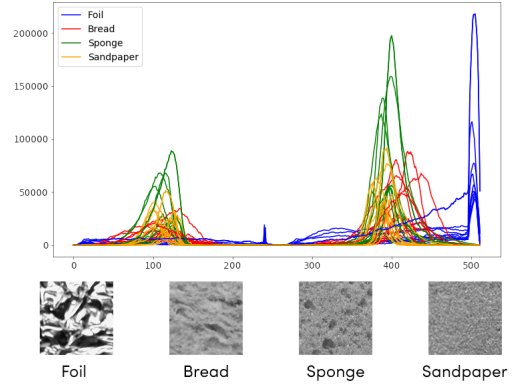 Foil
Bread
Sponge
Sandpaper
200000
150000
100000
50000
0
0 100 200 300 400 500
Foil Bread Sponge Sandpaper